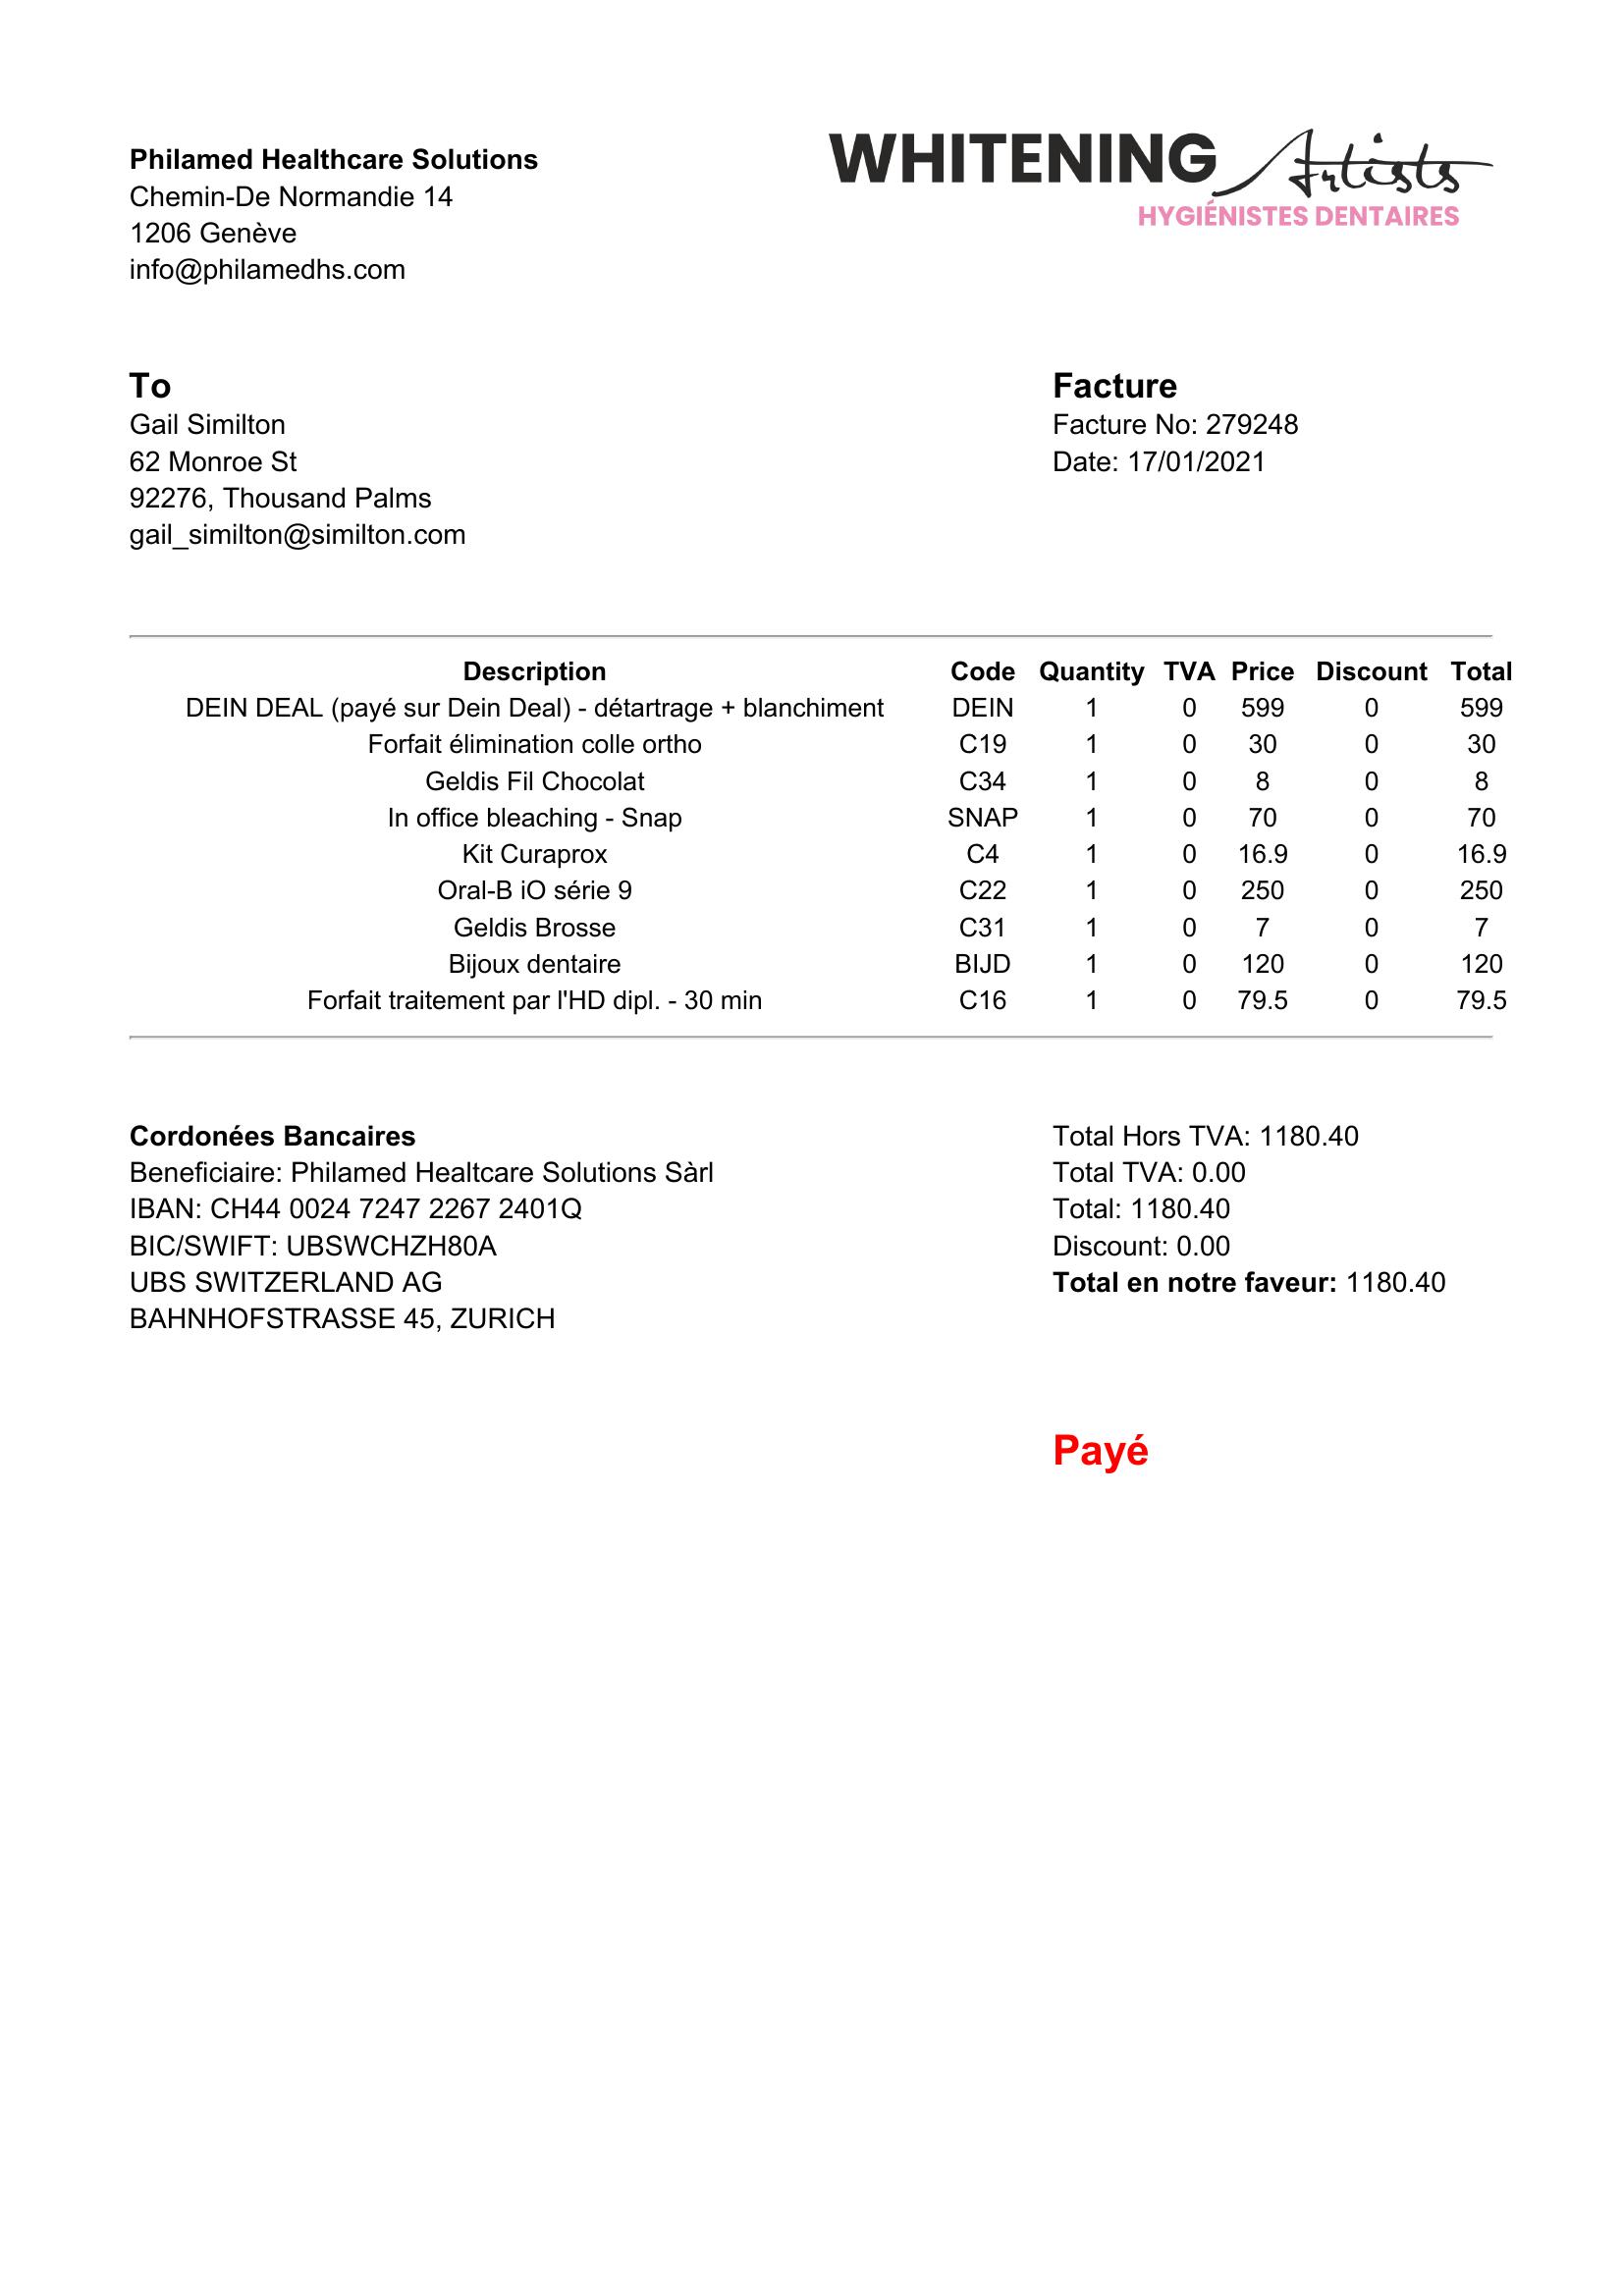 Philamed Healthcare Solutions
Chemin-De Normandie 14
1206 Genève
info@philamedhs.com
WHITENING Artists
HYGIÉNISTES DENTAIRES
To
Gail Similton
62 Monroe St
92276, Thousand Palms
gail_similton@similton.com
Facture
Facture No: 279248
Date: 17/01/2021
Description Code Quantity TVA Price Discount Total
DEIN DEAL (payé sur Dein Deal) - détartrage + blanchiment DEIN 1 0 599 0 599
Forfait élimination colle ortho C19 1 0 30 0 30
Geldis Fil Chocolat C34 1 0 8 0 8
In office bleaching - Snap SNAP 1 0 70 0 70
Kit Curaprox C4 1 0 16.9 0 16.9
Oral-B iO série 9 C22 1 0 250 0 250
Geldis Brosse C31 1 0 7 0 7
Bijoux dentaire BIJD 1 0 120 0 120
Forfait traitement par l'HD dipl. - 30 min C16 1 0 79.5 0 79.5
Cordonées Bancaires
Beneficiaire: Philamed Healtcare Solutions Sàrl
IBAN: CH44 0024 7247 2267 2401Q
BIC/SWIFT: UBSWCHZH80A
UBS SWITZERLAND AG
BAHNHOFSTRASSE 45, ZURICH
Total Hors TVA: 1180.40
Total TVA: 0.00
Total: 1180.40
Discount: 0.00
Total en notre faveur: 1180.40
Payé